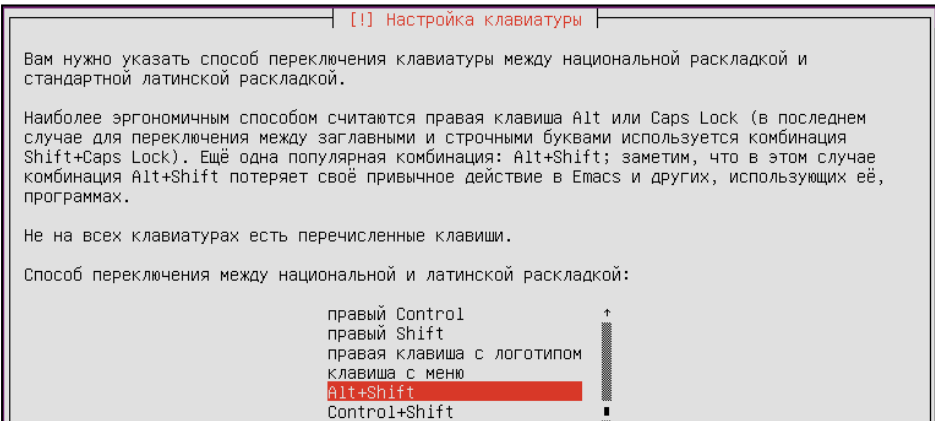 [!] Настройка клавиатуры
Вам нужно указать способ переключения клавиатуры между национальной раскладкой и
стандартной латинской раскладкой.
Наиболее эргономичным способом считаются правая клавиша Alt или Caps Lock (в последнем
случае для переключения между заглавными и строчными буквами используется комбинация
Shift+Caps Lock). Ещё одна популярная комбинация: Alt+Shift; заметим, что в этом случае
комбинация Alt+Shift потеряет своё привычное действие в Emacs и других, использующих её,
программах.
Не на всех клавиатурах есть перечисленные клавиши.
Способ переключения между национальной и латинской раскладкой:
правый Control
правый Shift
правая клавиша с логотипом
клавиша с меню
Alt+Shift
Control+Shift